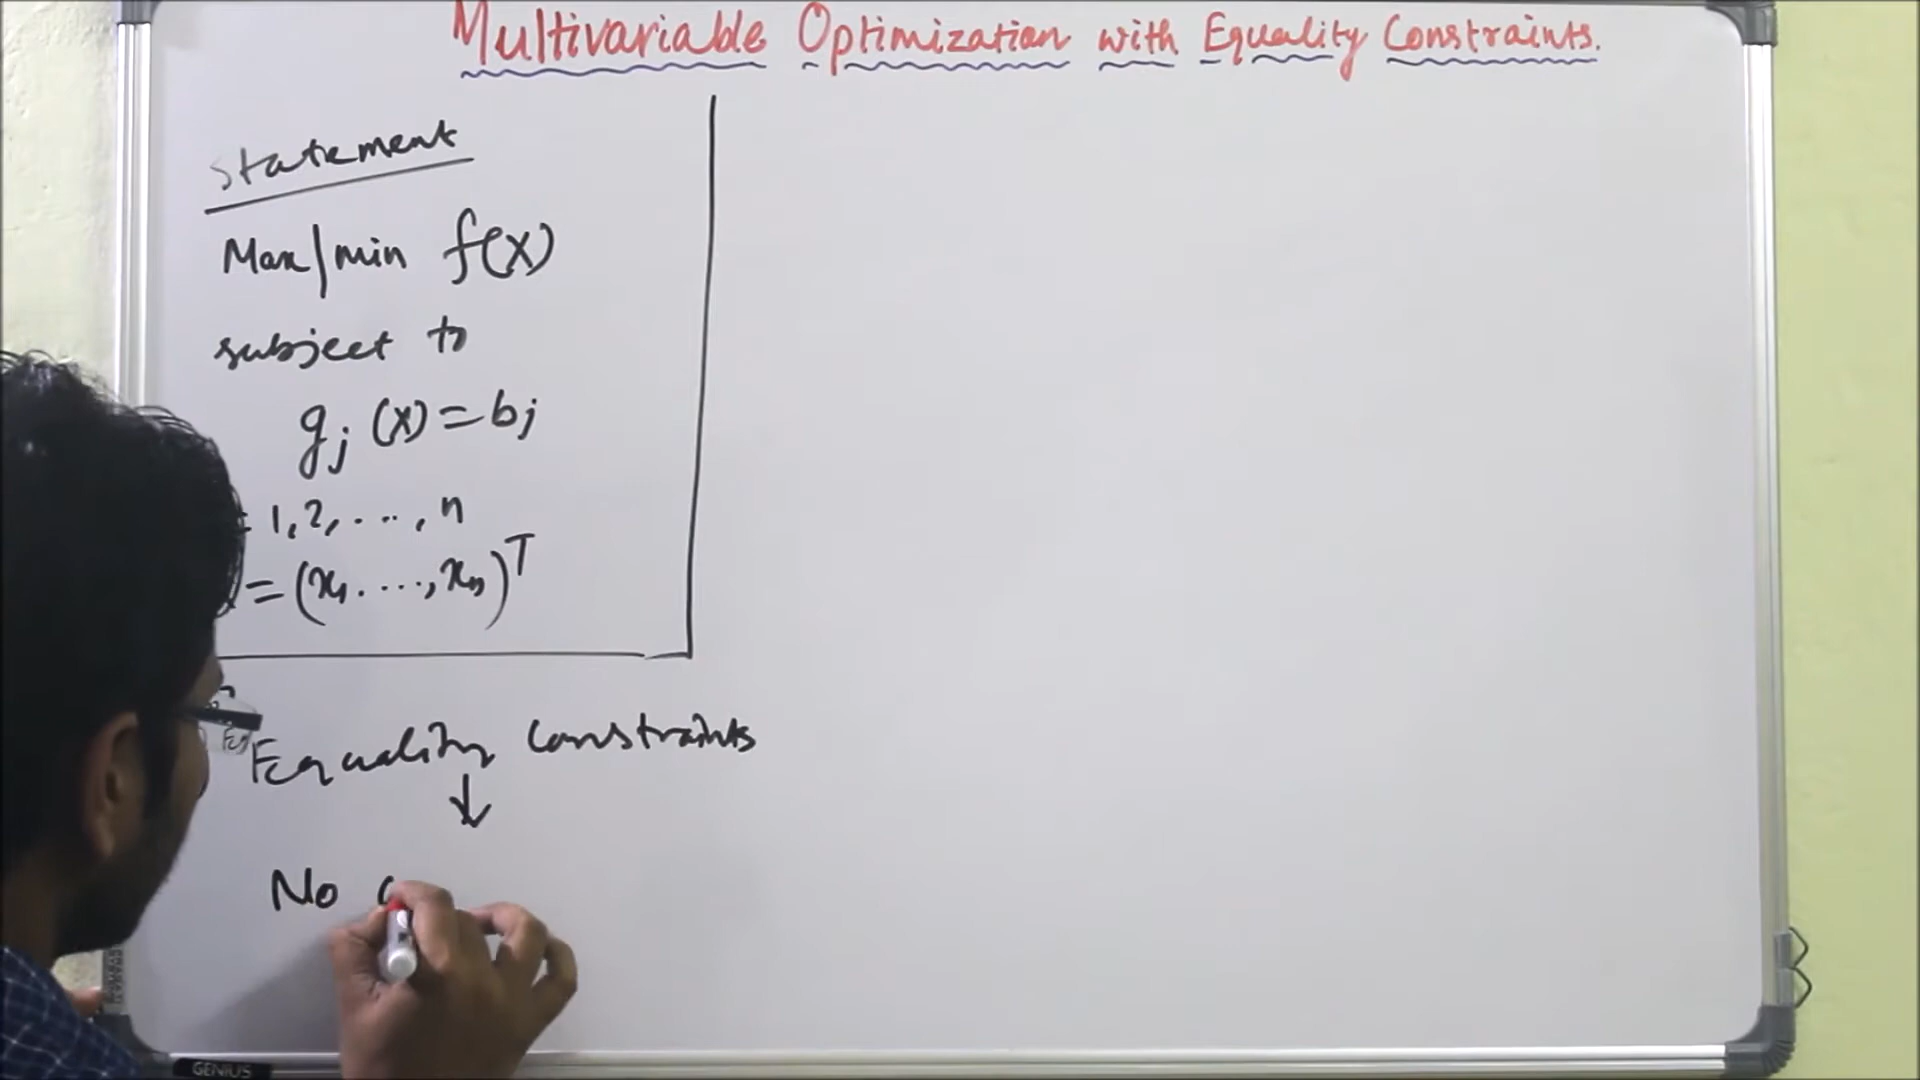 Multivariable Optimization with Equality Constraints.
Statement
Max/min f(X)
subject to
gj (X) = bj
= 1, 2, ..., n
= (x1, ..., xn)^T
Equality constraints
↓
No
GENIUS